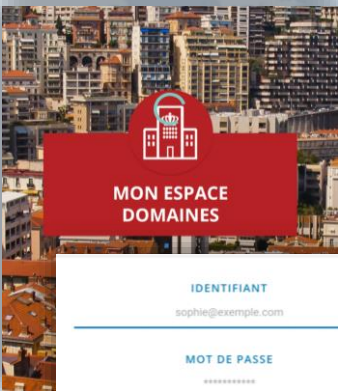 MON ESPACE
DOMAINES
IDENTIFIANT
sophie@exemple.com
MOT DE PASSE
***********